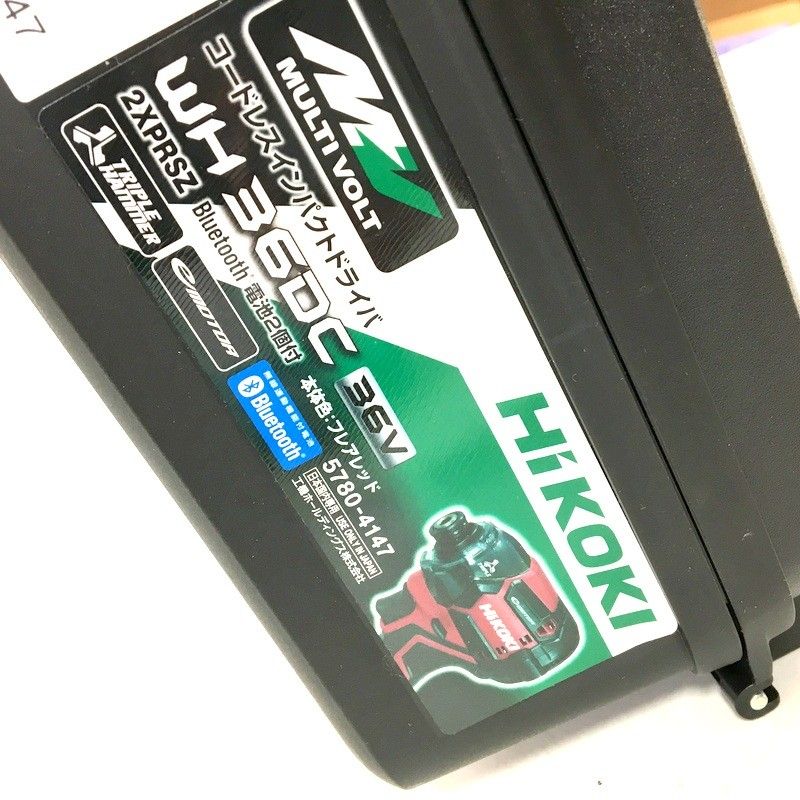 47
MULTI VOLT
コードレスインパクトドライバ
WH 36DC 36V
2XPRSZ Bluetooth® 電池2個付
TRIPLE
HAMMER
eMOTOR
Bluetooth®
本体色：フレアレッド
5780-4147
日本国内専用 USE ONLY IN JAPAN
工機ホールディングス株式会社
HiKOKI
HiKOKI